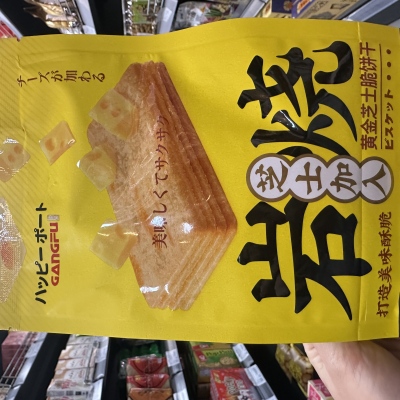 チーズが加わる
岩烧
芝士加入
黄金芝士脆饼干
ビスケット
打造美味酥脆
美味しくてサクサク
ハッピーポート
GANGFU